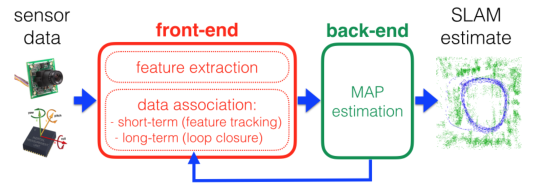 sensor
data
front-end
feature extraction
data association:
- short-term (feature tracking)
- long-term (loop closure)
back-end
MAP
estimation
SLAM
estimate